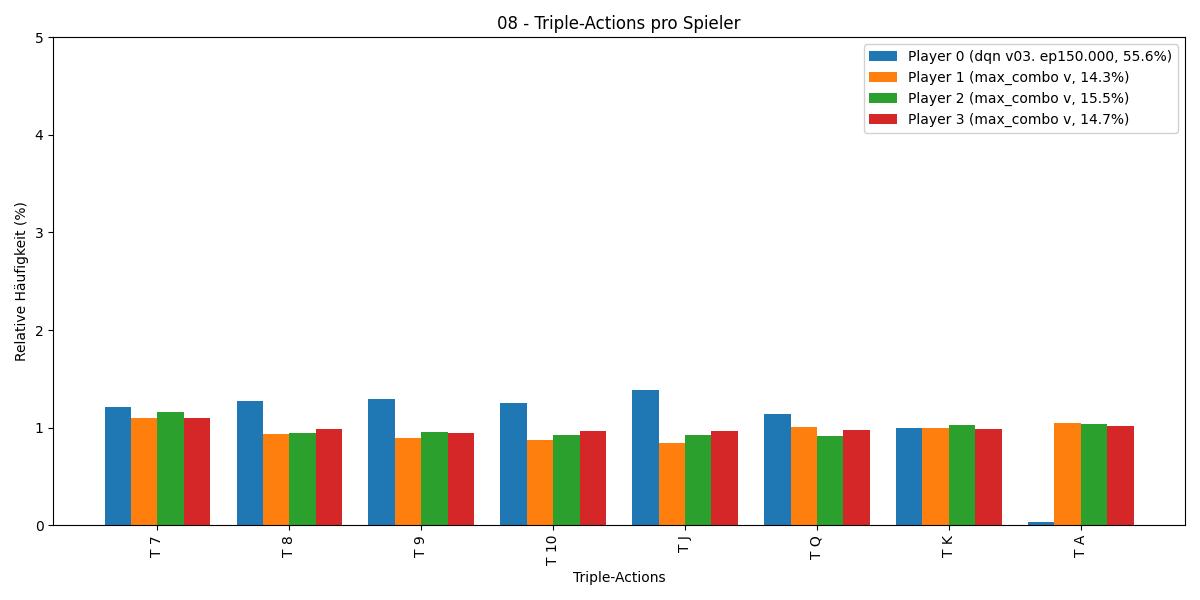 08 - Triple-Actions pro Spieler
Player 0 (dqn v03. ep150.000, 55.6%)
Player 1 (max_combo v, 14.3%)
Player 2 (max_combo v, 15.5%)
Player 3 (max_combo v, 14.7%)
Relative Häufigkeit (%)
5
4
3
2
1
0
T 7
T 8
T 9
T 10
T J
T Q
T K
T A
Triple-Actions